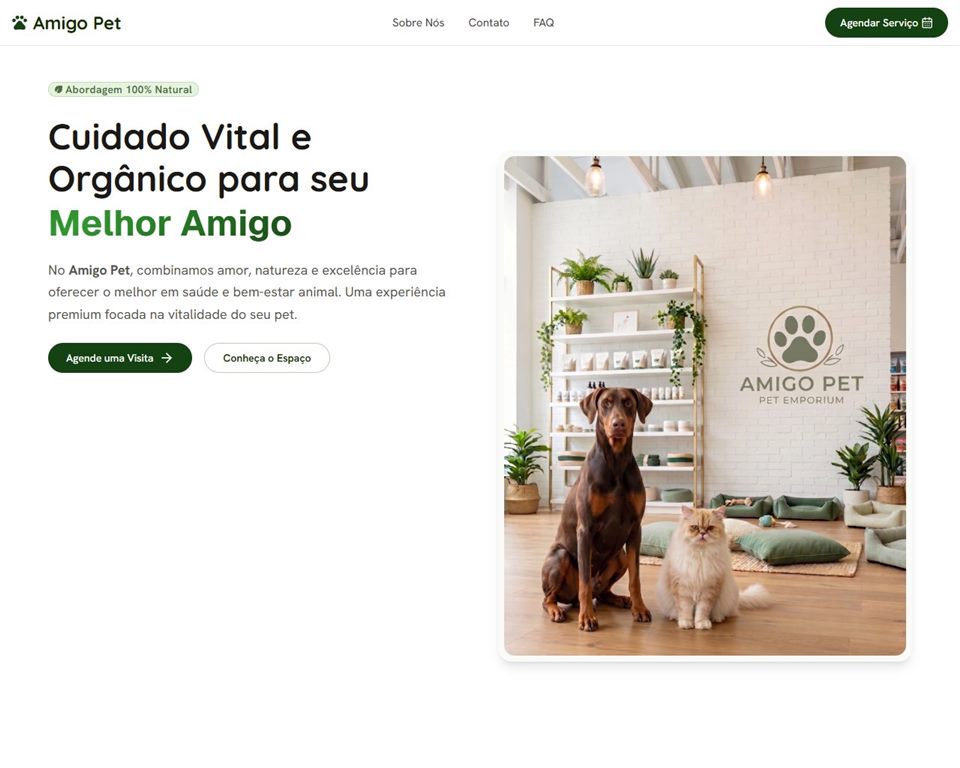 Amigo Pet
Sobre Nós
Contato
FAQ
Agendar Serviço
Abordagem 100% Natural
Cuidado Vital e
Orgânico para seu
Melhor Amigo
No Amigo Pet, combinamos amor, natureza e excelência para
oferecer o melhor em saúde e bem-estar animal. Uma experiência
premium focada na vitalidade do seu pet.
Agende uma Visita
Conheça o Espaço
AMIGO PET
PET EMPORIUM